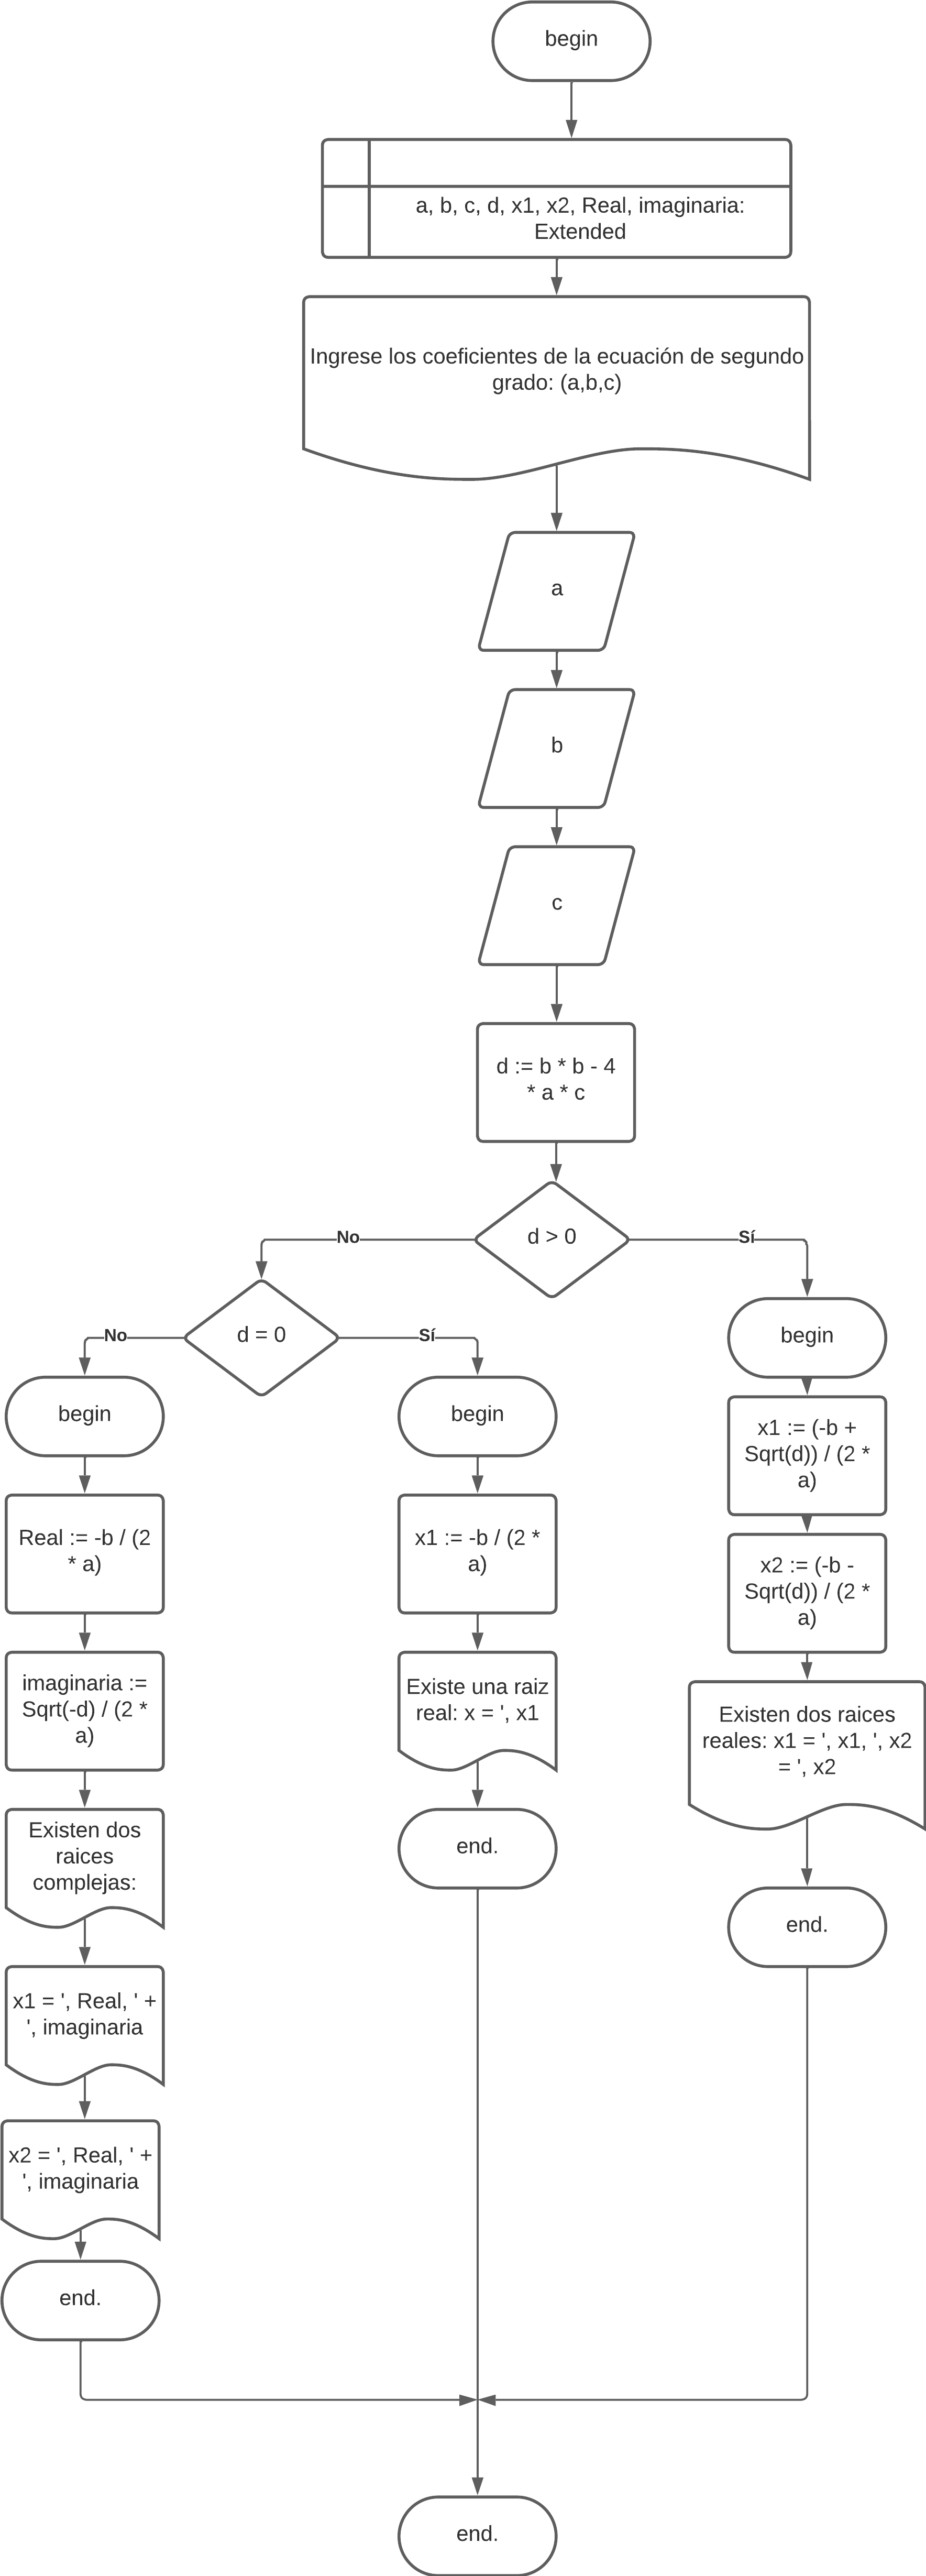 begin
a, b, c, d, x1, x2, Real, imaginaria:
Extended
Ingrese los coeficientes de la ecuación de segundo
grado: (a,b,c)
a
b
c
d := b * b - 4
* a * c
d > 0
No
Sí
d = 0
No
Sí
begin
Real := -b / (2
* a)
imaginaria :=
Sqrt(-d) / (2 *
a)
Existen dos
raices
complejas:
x1 = ', Real, ' +
', imaginaria
x2 = ', Real, ' +
', imaginaria
end.
begin
x1 := -b / (2 *
a)
Existe una raiz
real: x = ', x1
end.
begin
x1 := (-b +
Sqrt(d)) / (2 *
a)
x2 := (-b -
Sqrt(d)) / (2 *
a)
Existen dos raices
reales: x1 = ', x1, ', x2
= ', x2
end.
end.